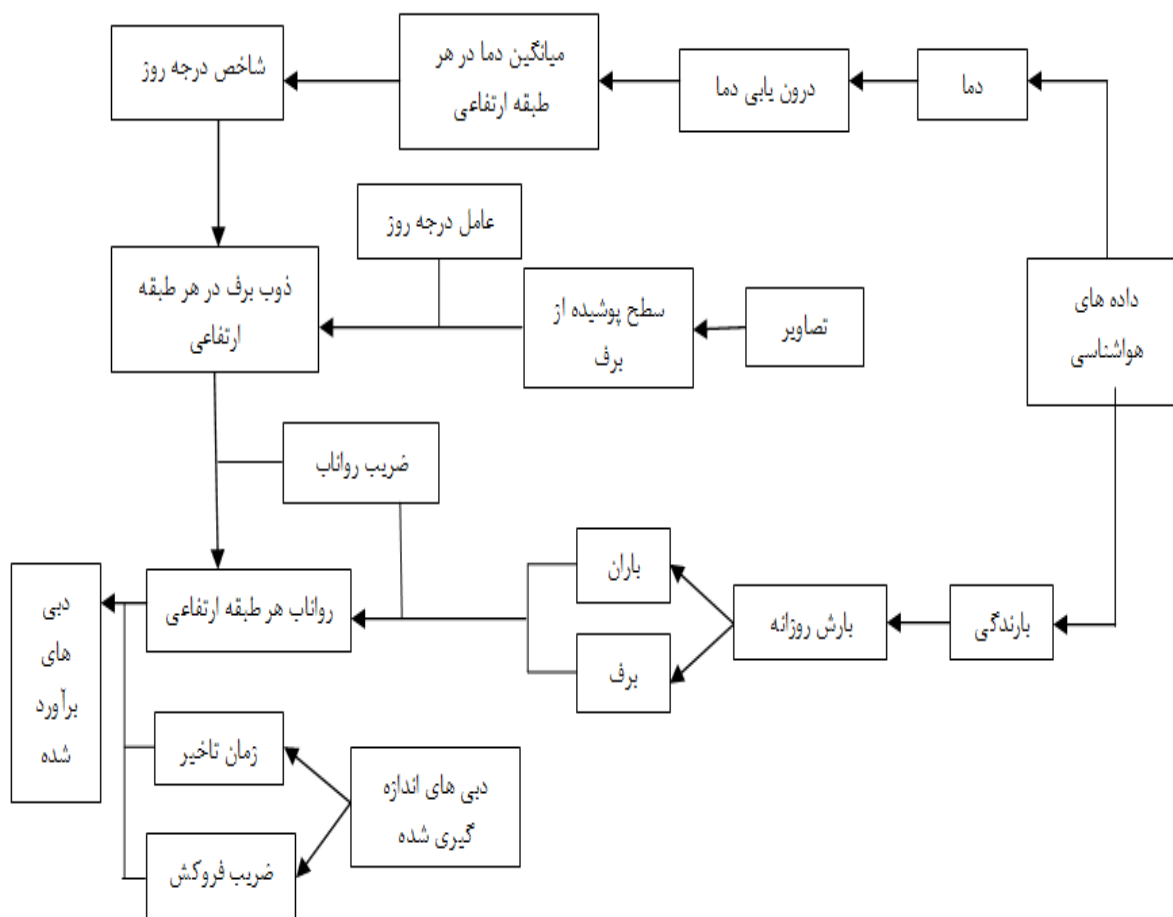 دما
درون یابی دما
میانگین دما در هر
طبقه ارتفاعی
شاخص درجه روز
عامل درجه روز
داده های
هواشناسی
تصاویر
سطح پوشیده از
برف
ذوب برف در هر طبقه
ارتفاعی
ضریب رواناب
بارندگی
بارش روزانه
باران
برف
رواناب هر طبقه ارتفاعی
دبی
های
برآورد
شده
زمان تاخیر
دبی های اندازه
گیری شده
ضریب فروکش